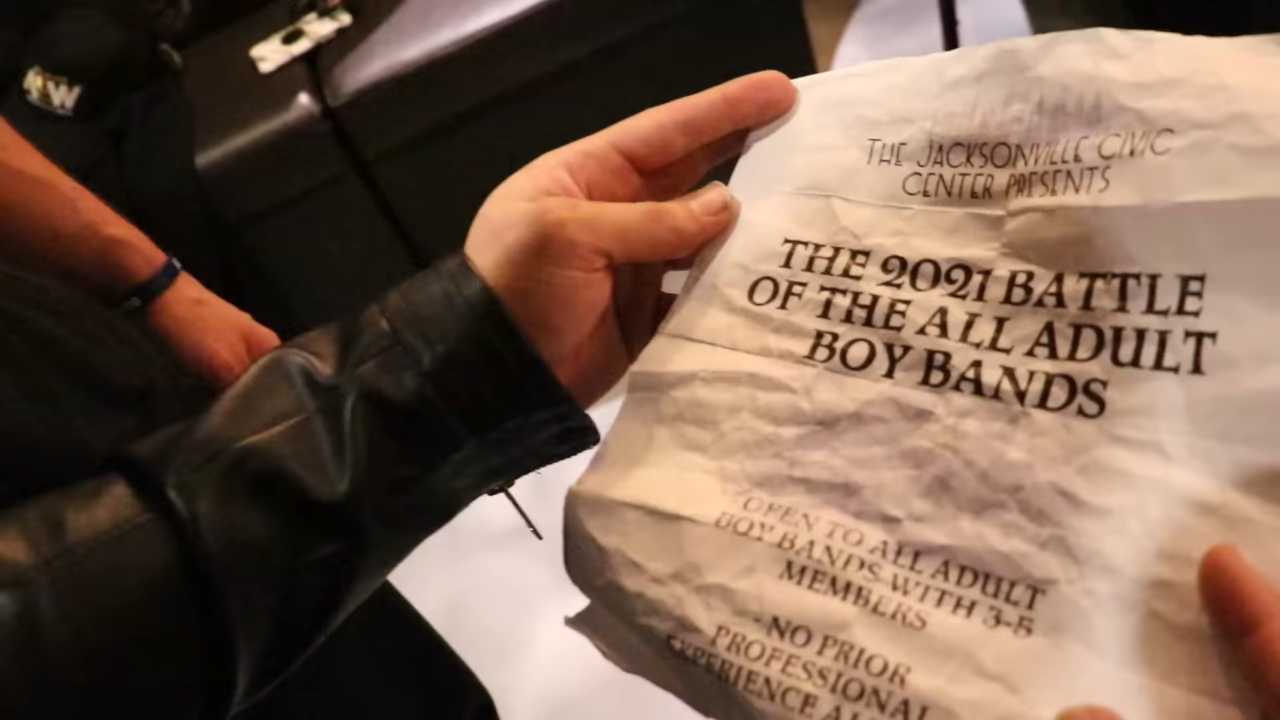 THE JACKSONVILLE CIVIC
CENTER PRESENTS
THE 2021 BATTLE
OF THE ALL ADULT
BOY BANDS
OPEN TO ALL ADULT
BOY BANDS WITH 3-5
MEMBERS
- NO PRIOR
PROFESSIONAL
EXPERIENCE